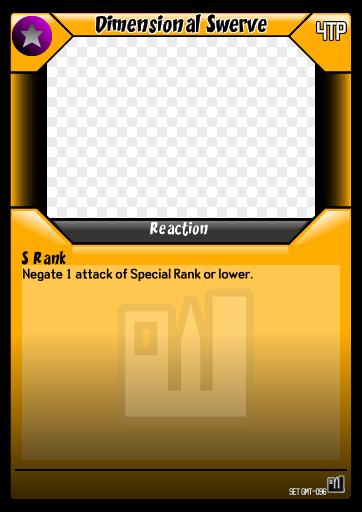 Dimensional Swerve
4TP
Reaction
S Rank
Negate 1 attack of Special Rank or lower.
SET GMT-096